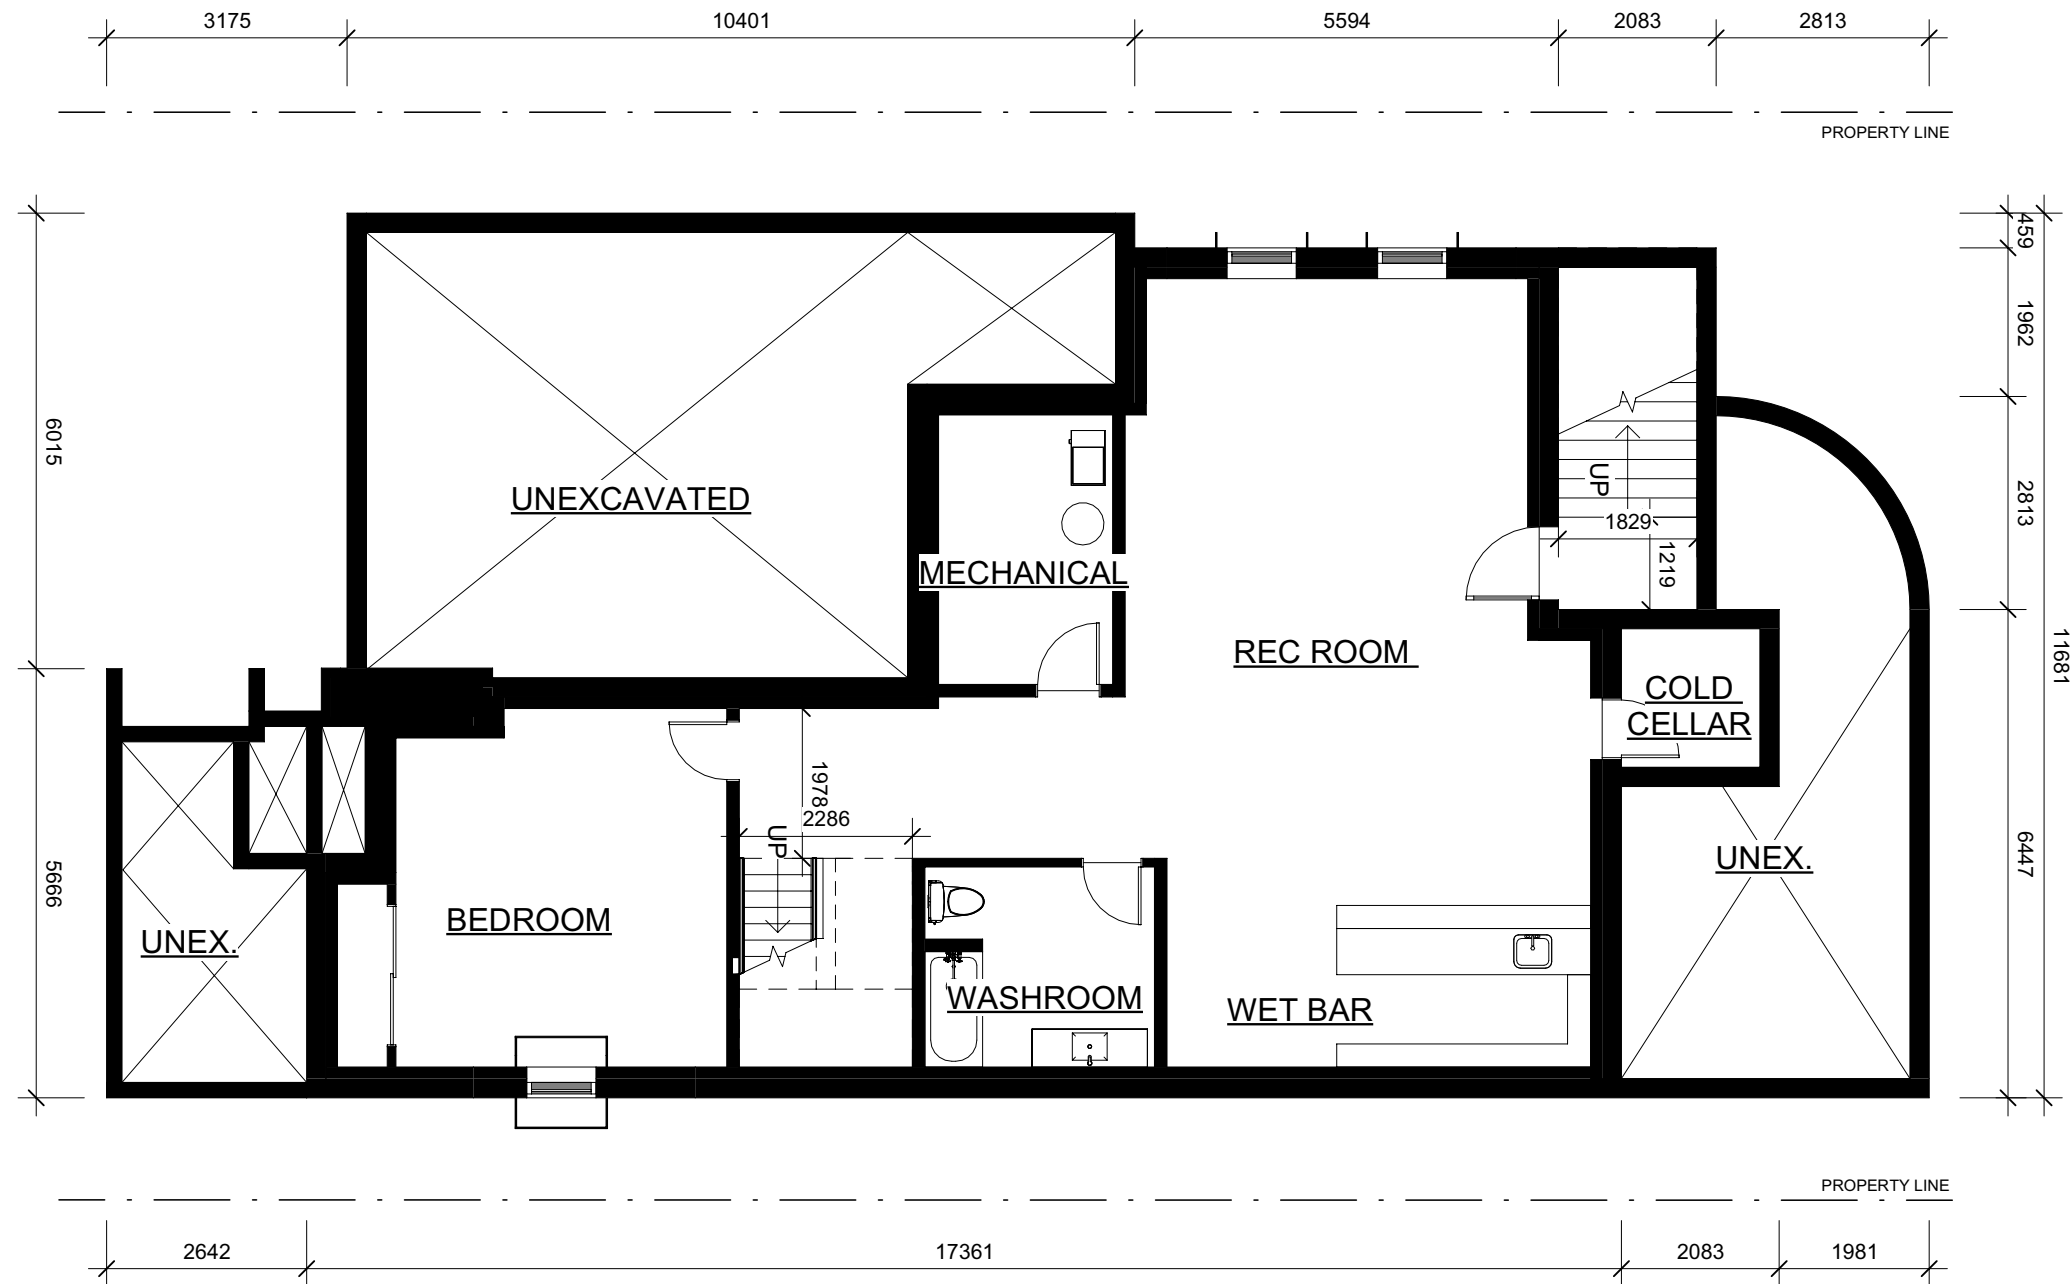 3175
10401
5594
2083
2813
PROPERTY LINE
459
1962
6015
2813
UP
UNEXCAVATED
1829
1219
MECHANICAL
REC ROOM
11681
COLD
CELLAR
1978
2286
UP
UNEX.
6447
5666
BEDROOM
UNEX.
WASHROOM
WET BAR
PROPERTY LINE
2642
17361
2083
1981